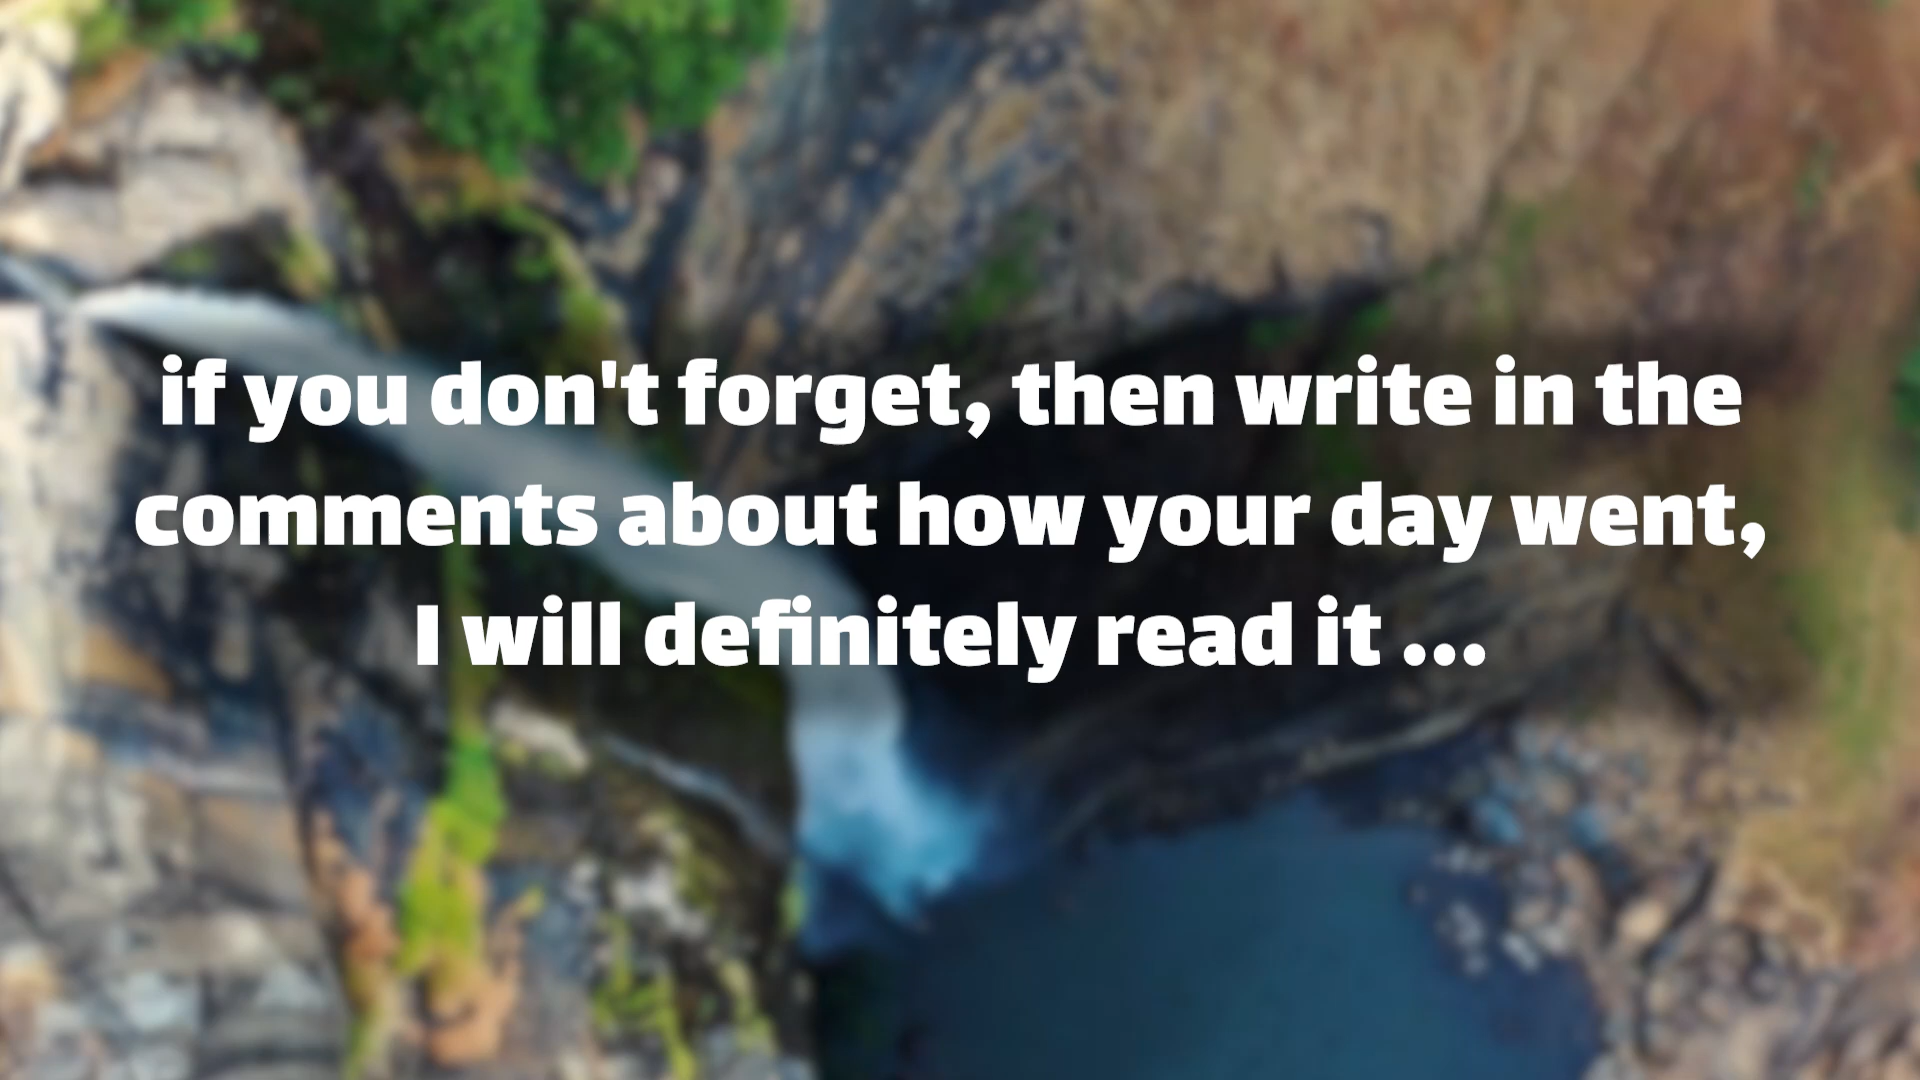 if you don't forget, then write in the
comments about how your day went,
I will definitely read it ...